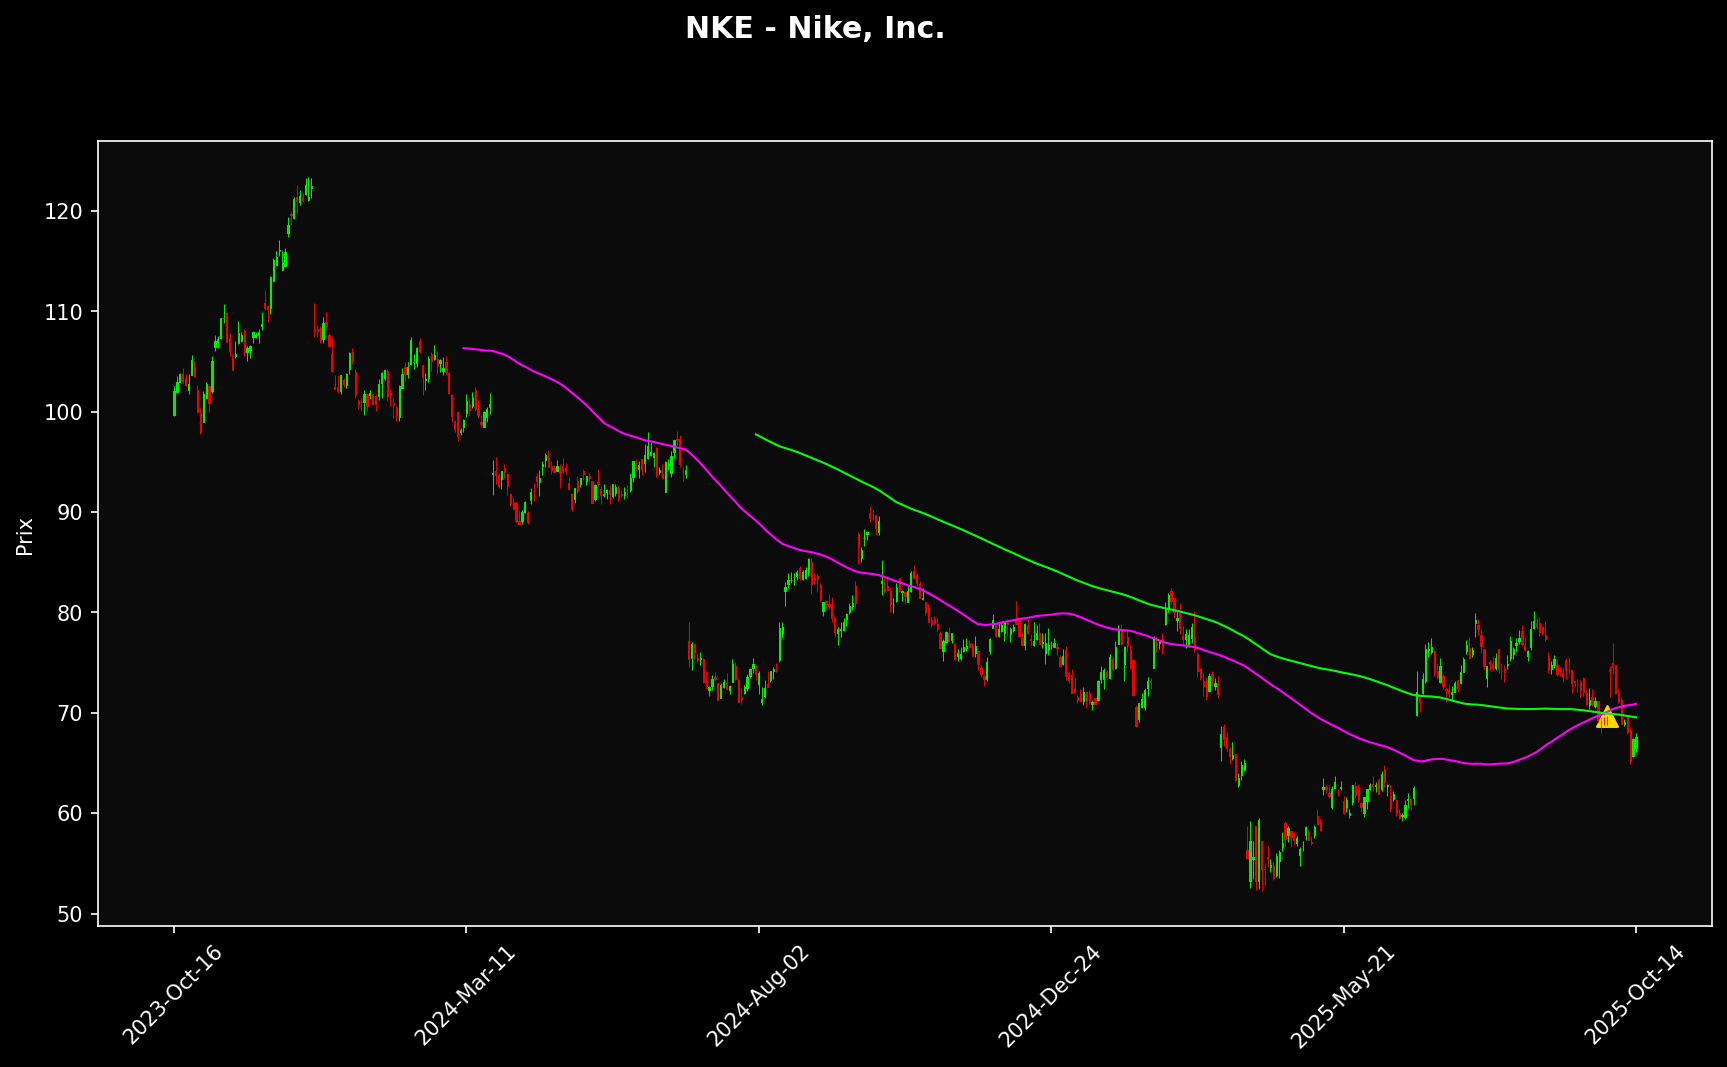 NKE - Nike, Inc.
Prix
120
110
100
90
80
70
60
50
2023-Oct-16
2024-Mar-11
2024-Aug-02
2024-Dec-24
2025-May-21
2025-Oct-14